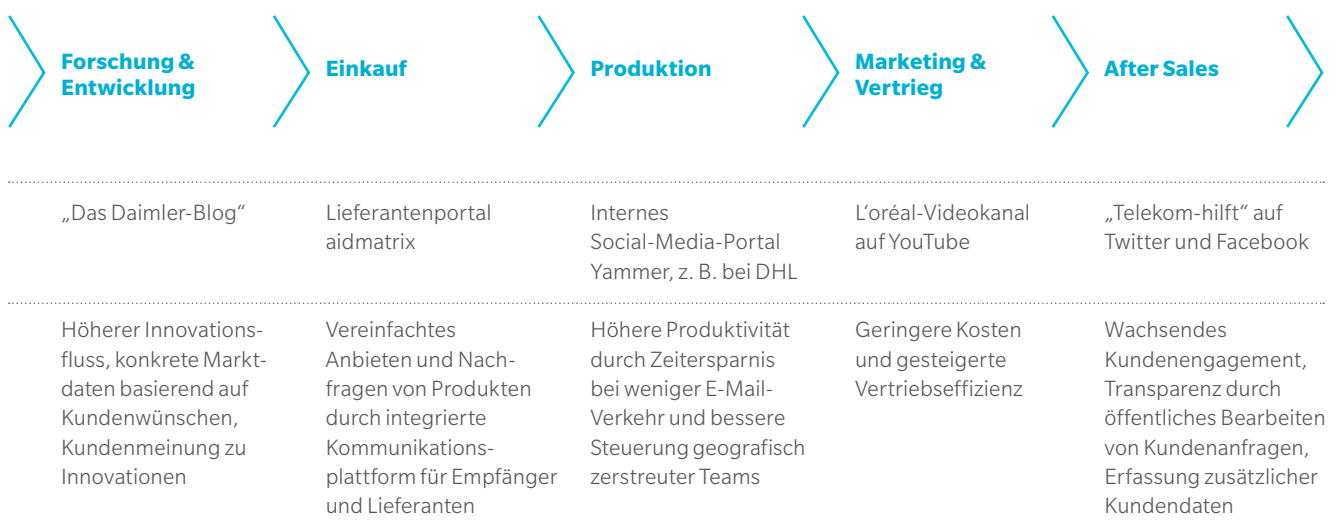 Forschung &
Entwicklung
Einkauf
Produktion
Marketing &
Vertrieg
After Sales
„Das Daimler-Blog“
Lieferantenportal
aidmatrix
Internes
Social-Media-Portal
Yammer, z. B. bei DHL
L‘oréal-Videokanal
auf YouTube
„Telekom-hilft“ auf
Twitter und Facebook
Höherer Innovations-
fluss, konkrete Markt-
daten basierend auf
Kundenwünschen,
Kundenmeinung zu
Innovationen
Vereinfachtes
Anbieten und Nach-
fragen von Produkten
durch integrierte
Kommunikations-
plattform für Empfänger
und Lieferanten
Höhere Produktivität
durch Zeitersparnis
bei weniger E-Mail-
Verkehr und bessere
Steuerung geografisch
zerstreuter Teams
Geringere Kosten
und gesteigerte
Vertriebseffizienz
Wachsendes
Kundenengagement,
Transparenz durch
öffentliches Bearbeiten
von Kundenanfragen,
Erfassung zusätzlicher
Kundendaten